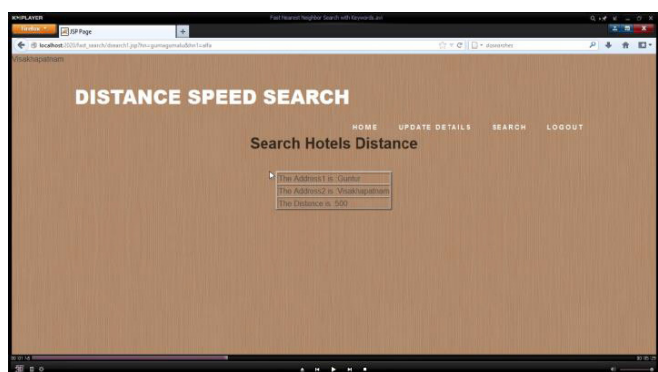 KMPLAYER
Fast Nearest Neighbor Search with Keywords.avi
Firefox
JSP Page
Visakhapatnam
DISTANCE SPEED SEARCH
HOME UPDATE DETAILS SEARCH LOGOUT
Search Hotels Distance
The Address1 is Guntur
The Address2 is Visakhapatnam
The Distance is 500